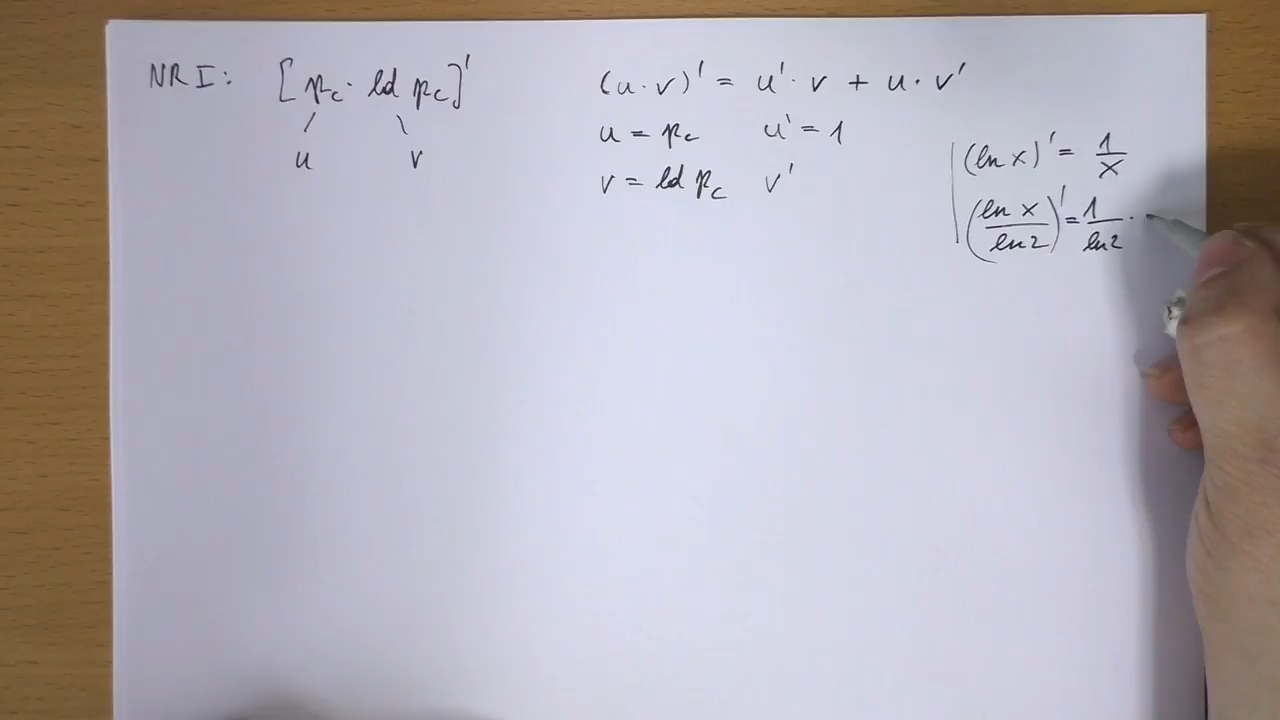 NR I: [p_c · ld p_c]'
u v
(u · v)' = u' · v + u · v'
u = p_c u' = 1
v = ld p_c v'
(ln x)' = 1/x
(ln x / ln 2)' = 1/ln 2 ·